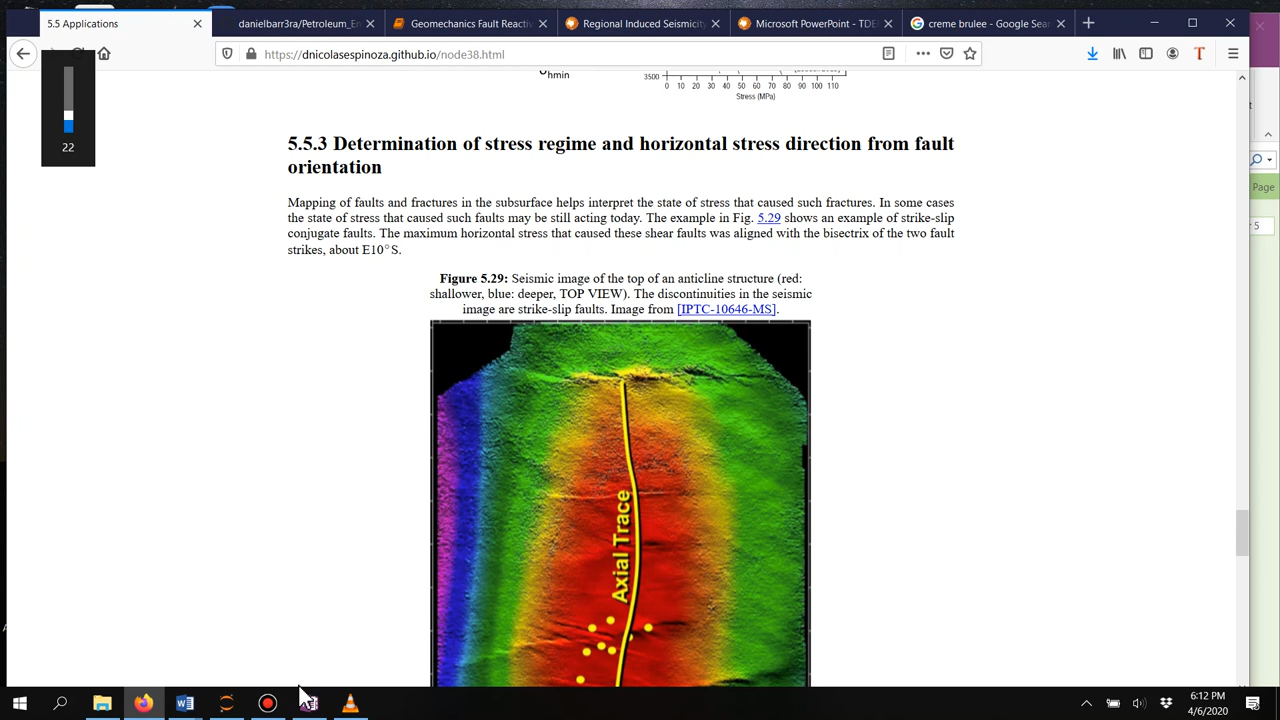 5.5 Applications
danielbarr3ra/Petroleum_En
Geomechanics Fault Reactiv
Regional Induced Seismicity
Microsoft PowerPoint - TDE
creme brulee - Google Sea
https://dnicolasespinoza.github.io/node38.html
22
hmin
3500
0 10 20 30 40 50 60 70 80 90 100 110
Stress (MPa)
Page
5
5.5.3 Determination of stress regime and horizontal stress direction from fault
orientation
Mapping of faults and fractures in the subsurface helps interpret the state of stress that caused such fractures. In some cases
the state of stress that caused such faults may be still acting today. The example in Fig. 5.29 shows an example of strike-slip
conjugate faults. The maximum horizontal stress that caused these shear faults was aligned with the bisectrix of the two fault
strikes, about E10°S.
Figure 5.29: Seismic image of the top of an anticline structure (red:
shallower, blue: deeper, TOP VIEW). The discontinuities in the seismic
image are strike-slip faults. Image from [IPTC-10646-MS].
Axial Trace
6:12 PM
4/6/2020